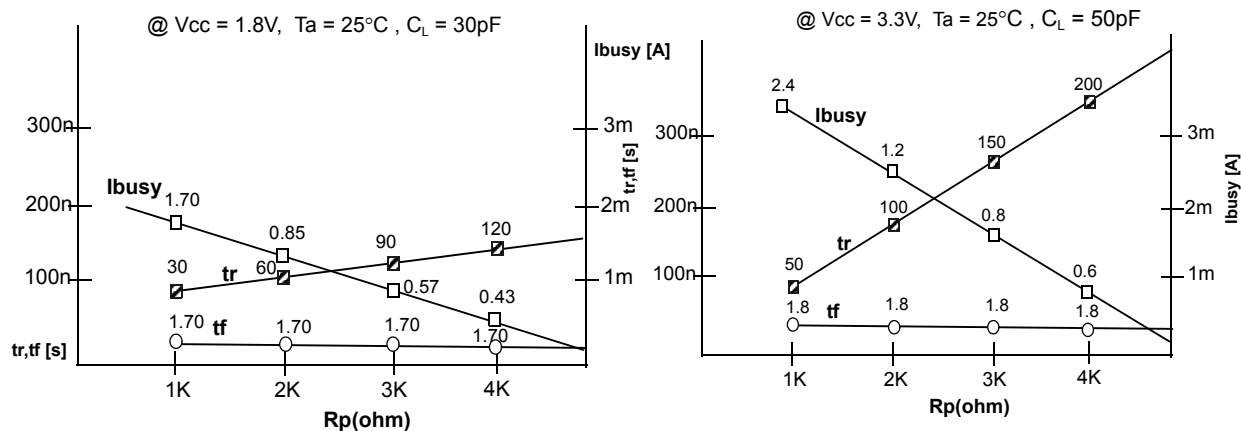 @ Vcc = 1.8V, Ta = 25°C , CL = 30pF
Ibusy [A]
300n
200n
100n
tr,tf [s]
3m
2m
1m
tr,tf [s]
Ibusy
1.70
0.85
0.57
0.43
tr
30
60
90
120
tf
1.70
1.70
1.70
1.70
1K
2K
3K
4K
Rp(ohm)
@ Vcc = 3.3V, Ta = 25°C , CL = 50pF
300n
200n
100n
3m
2m
1m
Ibusy [A]
2.4
Ibusy
1.2
0.8
0.6
50
100
150
200
tr
1.8
tf
1.8
1.8
1.8
1K
2K
3K
4K
Rp(ohm)